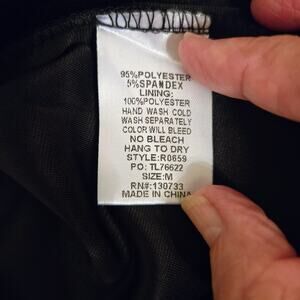 95%POLYESTER
5%SPANDEX
LINING:
100%POLYESTER
HAND WASH COLD
WASH SEPARATELY
COLOR WILL BLEED
NO BLEACH
HANG TO DRY
STYLE:R0659
PO: TL76622
SIZE:M
RN#:130733
MADE IN CHINA